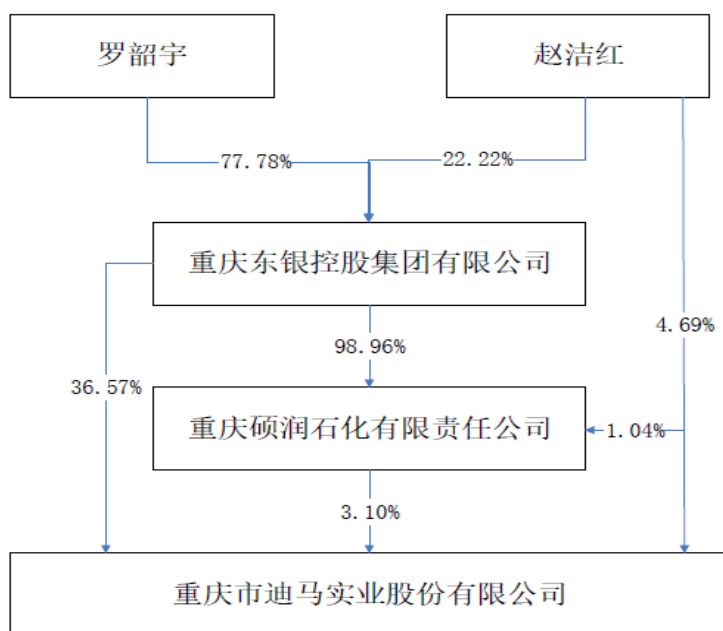 罗韶宇
赵洁红
77.78%
22.22%
重庆东银控股集团有限公司
4.69%
98.96%
36.57%
重庆硕润石化有限责任公司
1.04%
3.10%
重庆市迪马实业股份有限公司